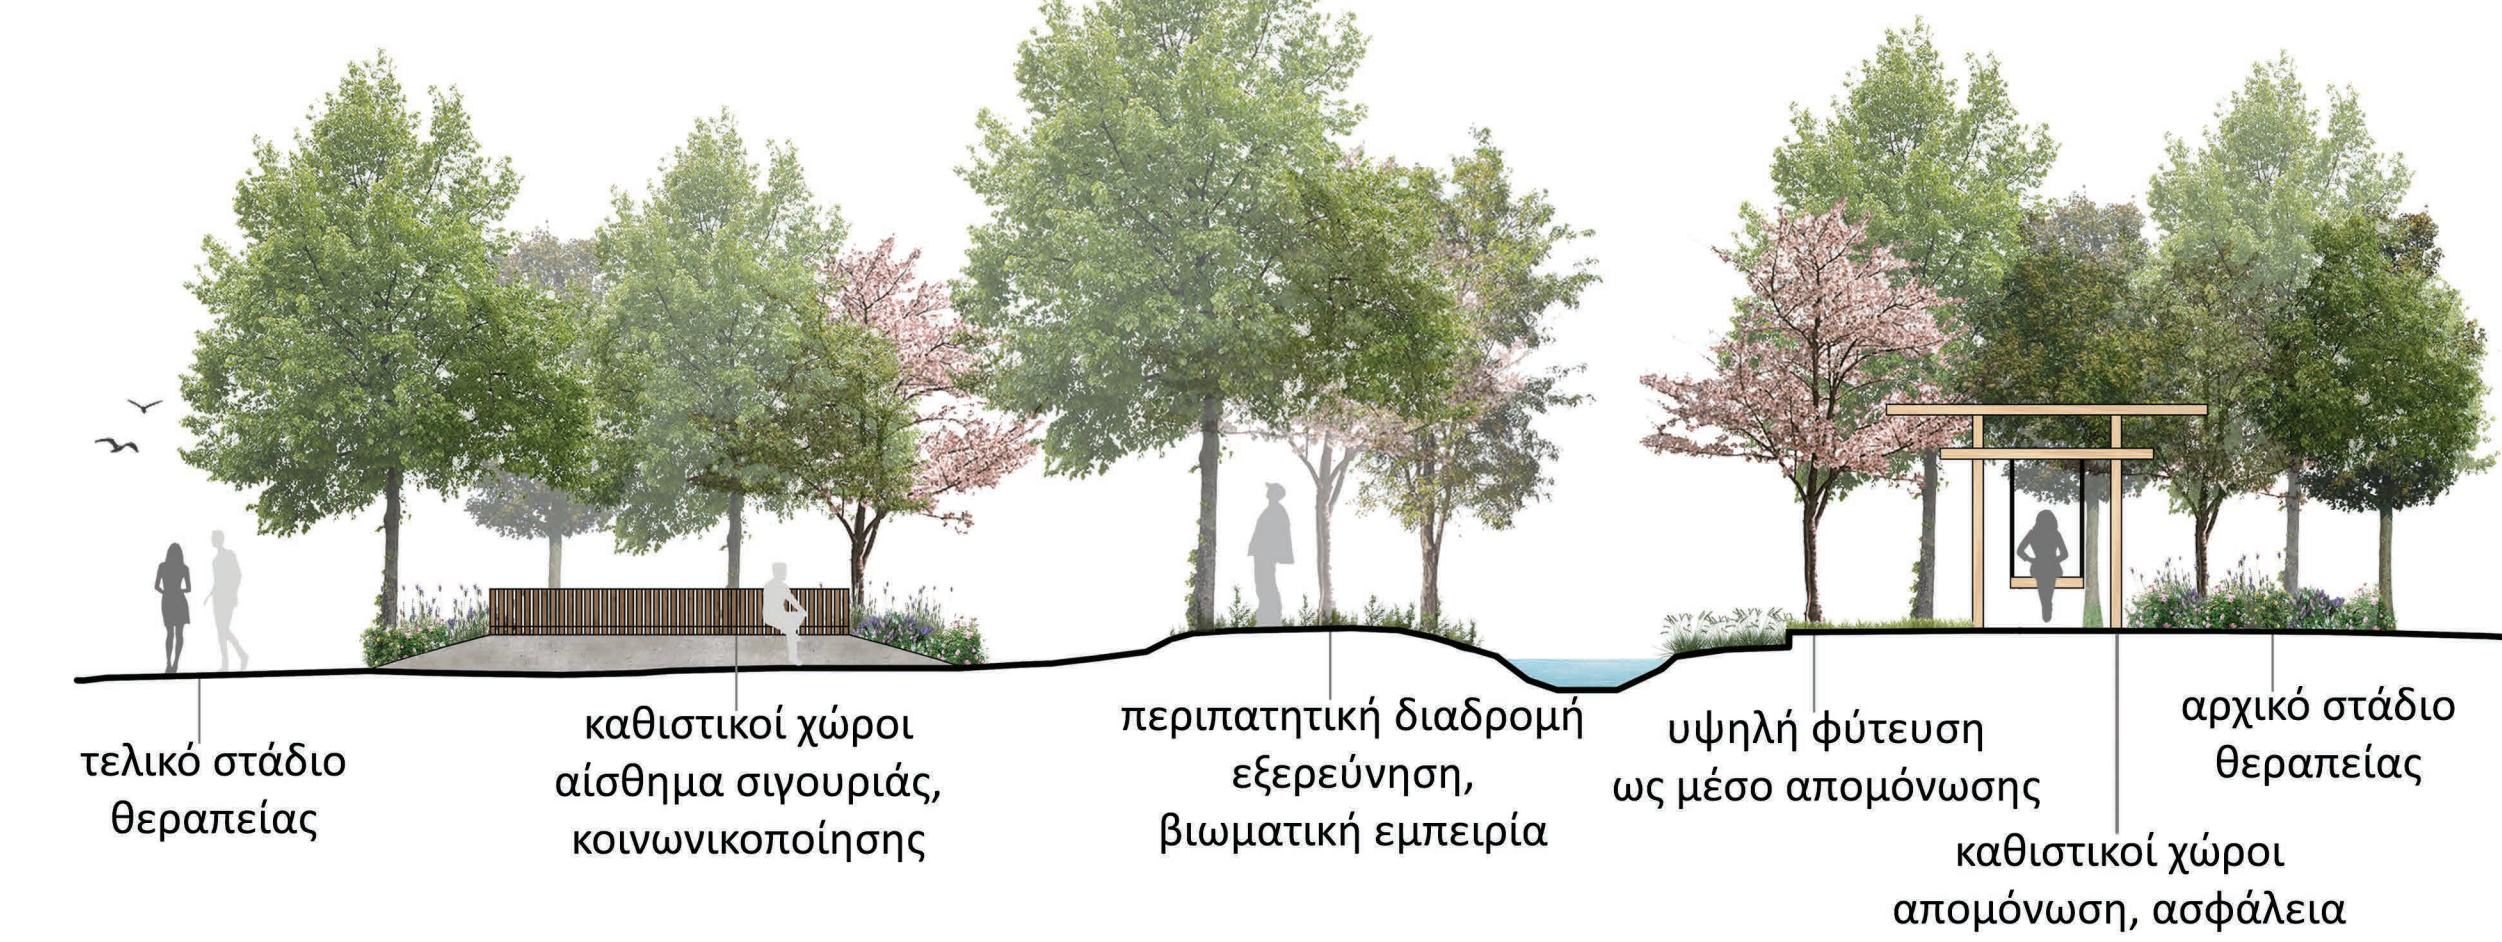 τελικό στάδιο
θεραπείας
καθιστικοί χώροι
αίσθημα σιγουριάς,
κοινωνικοποίησης
περιπατητική διαδρομή
εξερεύνηση,
βιωματική εμπειρία
υψηλή φύτευση
ως μέσο απομόνωσης
καθιστικοί χώροι
απομόνωση, ασφάλεια
αρχικό στάδιο
θεραπείας